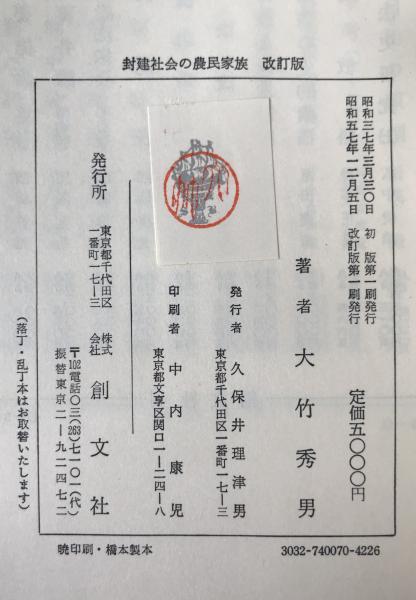 封建社会の農民家族　改訂版
昭和三七年三月三〇日　初　版第一刷発行
昭和五七年一二月五日　改訂版第一刷発行
定価五〇〇〇円
著者　大竹秀男
発行者　久保井理津男
東京都千代田区一番町一七―三
印刷者　中内康児
東京都文享区関口一―二四―八
発行所
東京都千代田区
一番町一七―三
株式
会社
創文社
〒102電話〇三(263)七一〇一(代)
振替東京二―九二四七二
(落丁・乱丁本はお取替いたします)
暁印刷・橋本製本
3032-740070-4226